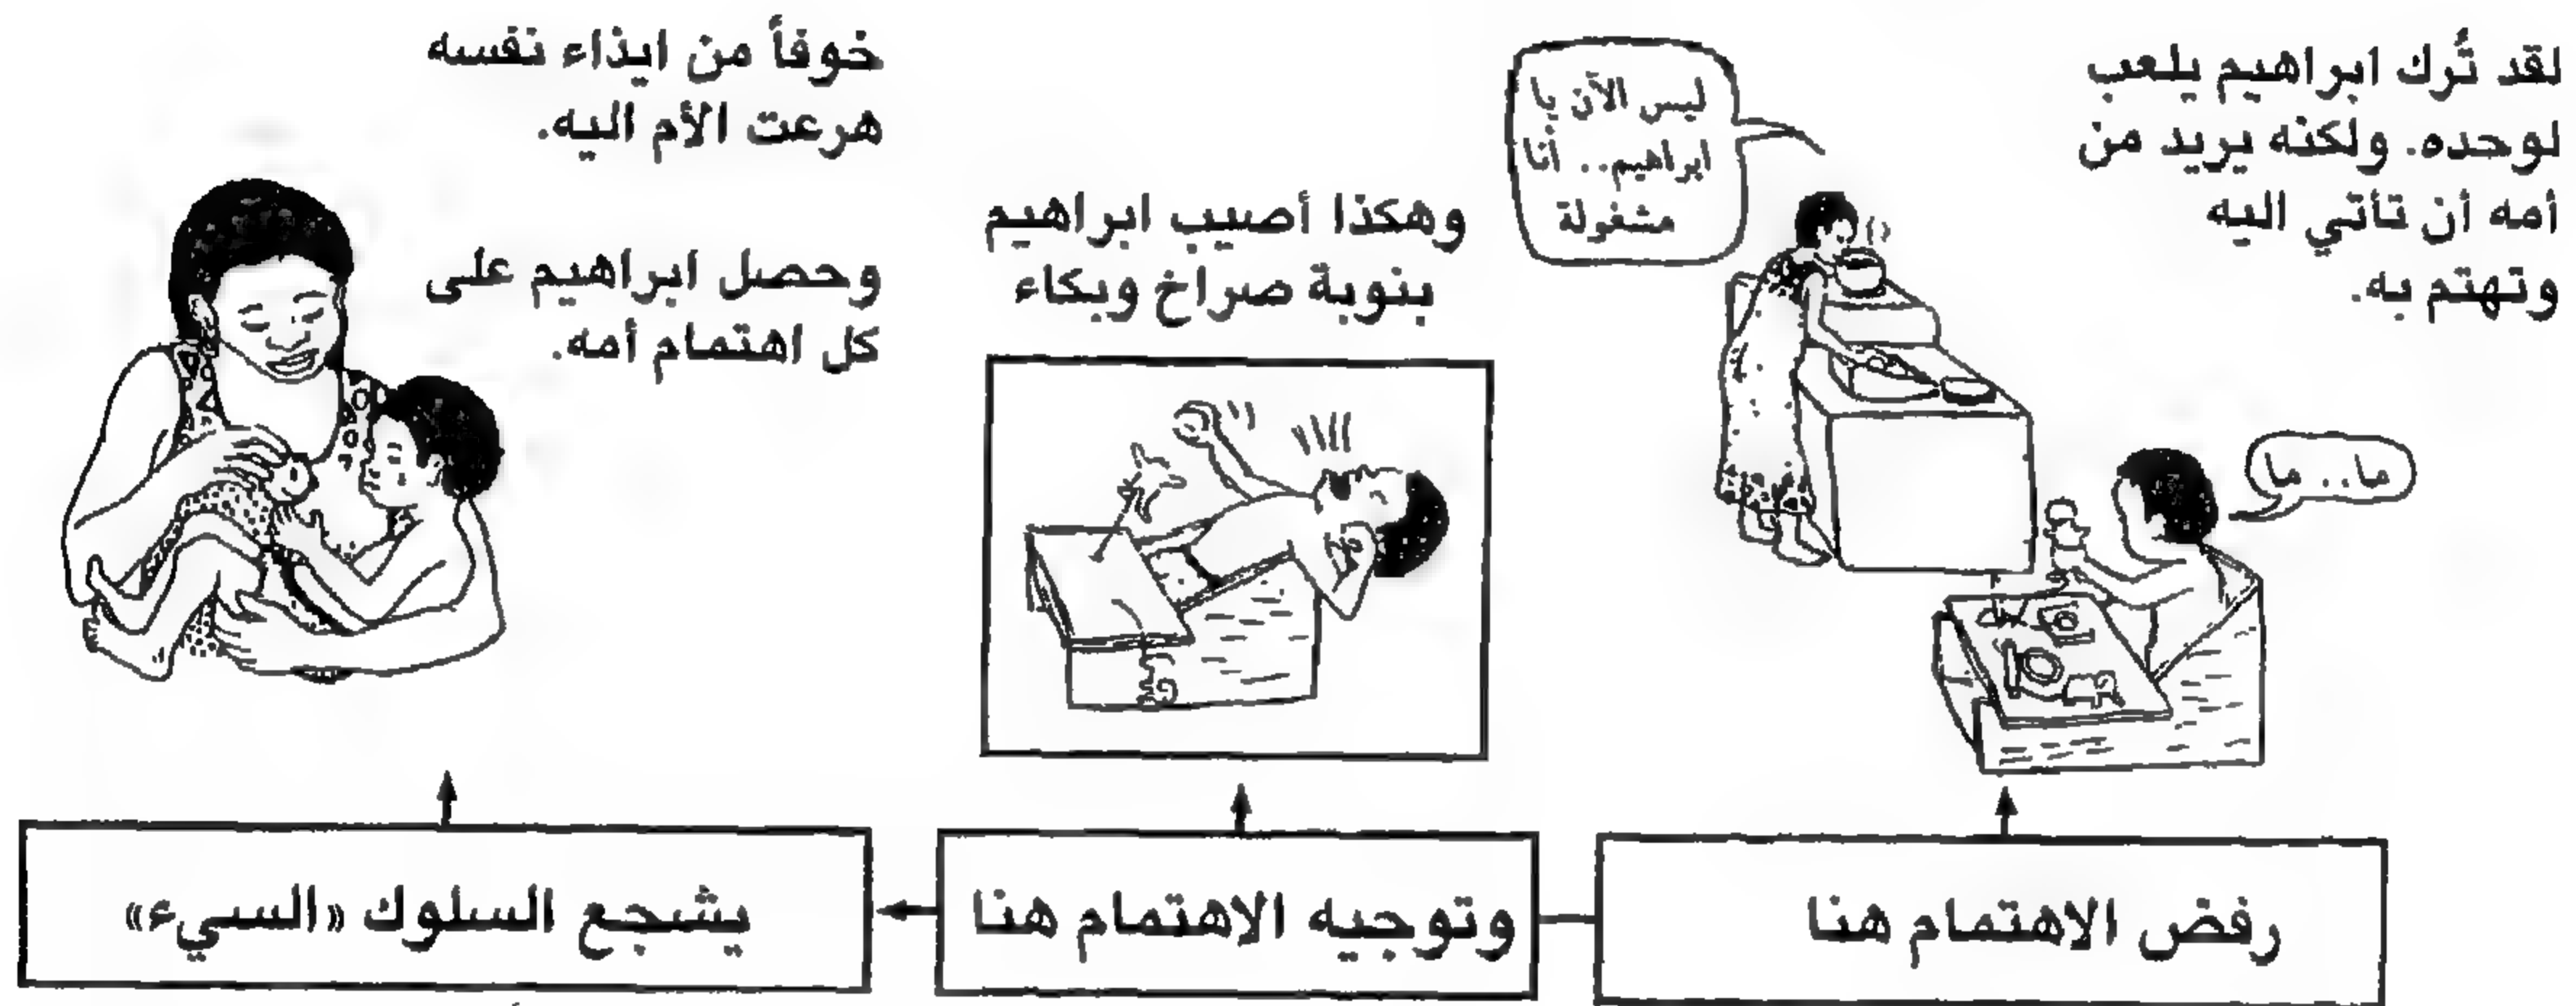 لقد تُرك ابراهيم يلعب
لوحده. ولكنه يريد من
أمه أن تأتي اليه
وتهتم به.
ليس الآن يا
ابراهيم.. أنا
مشغولة
ما.. ما
وهكذا أصيب ابراهيم
بنوبة صراخ وبكاء
خوفاً من ايذاء نفسه
هرعت الأم اليه.
وحصل ابراهيم على
كل اهتمام أمه.
رفض الاهتمام هنا
وتوجيه الاهتمام هنا
يشجع السلوك «السيء»